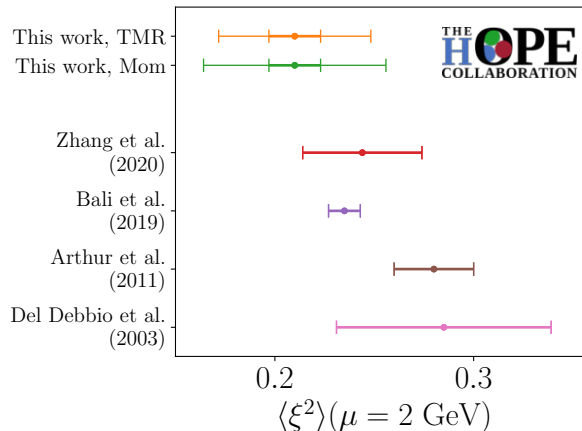 This work, TMR
This work, Mom
THE
HOPE
COLLABORATION
Zhang et al.
(2020)
Bali et al.
(2019)
Arthur et al.
(2011)
Del Debbio et al.
(2003)
0.2
0.3
⟨ξ²⟩(μ = 2 GeV)